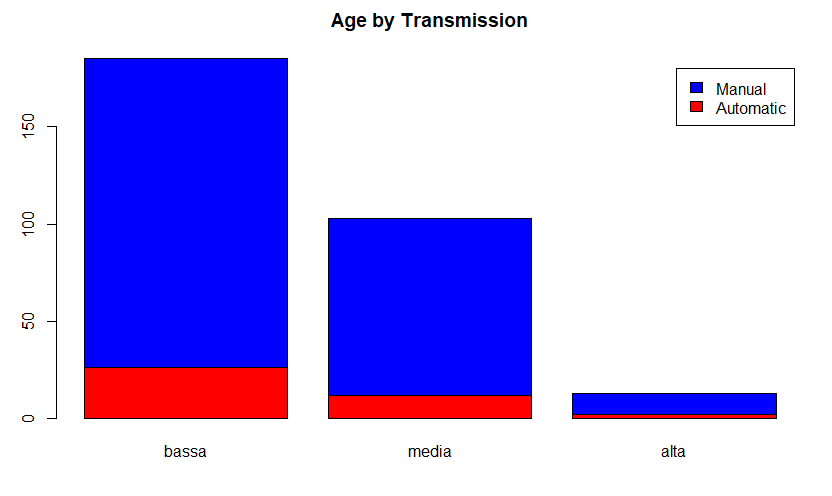 Age by Transmission
Manual
Automatic
150
100
50
0
bassa
media
alta